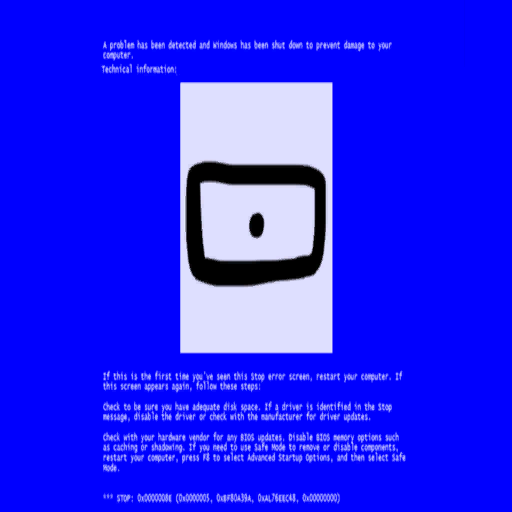 A problem has been detected and Windows has been shut down to prevent damage to your
computer.
Technical information:
If this is the first time you've seen this Stop error screen, restart your computer. If
this screen appears again, follow these steps:
Check to be sure you have adequate disk space. If a driver is identified in the Stop
message, disable the driver or check with the manufacturer for driver updates.
Check with your hardware vendor for any BIOS updates. Disable BIOS memory options such
as caching or shadowing. If you need to use Safe Mode to remove or disable components,
restart your computer, press F8 to select Advanced Startup Options, and then select Safe
Mode.
*** STOP: 0x0000008E (0x0000005, 0xBF80A39A, 0xAL76EEC48, 0x00000000)